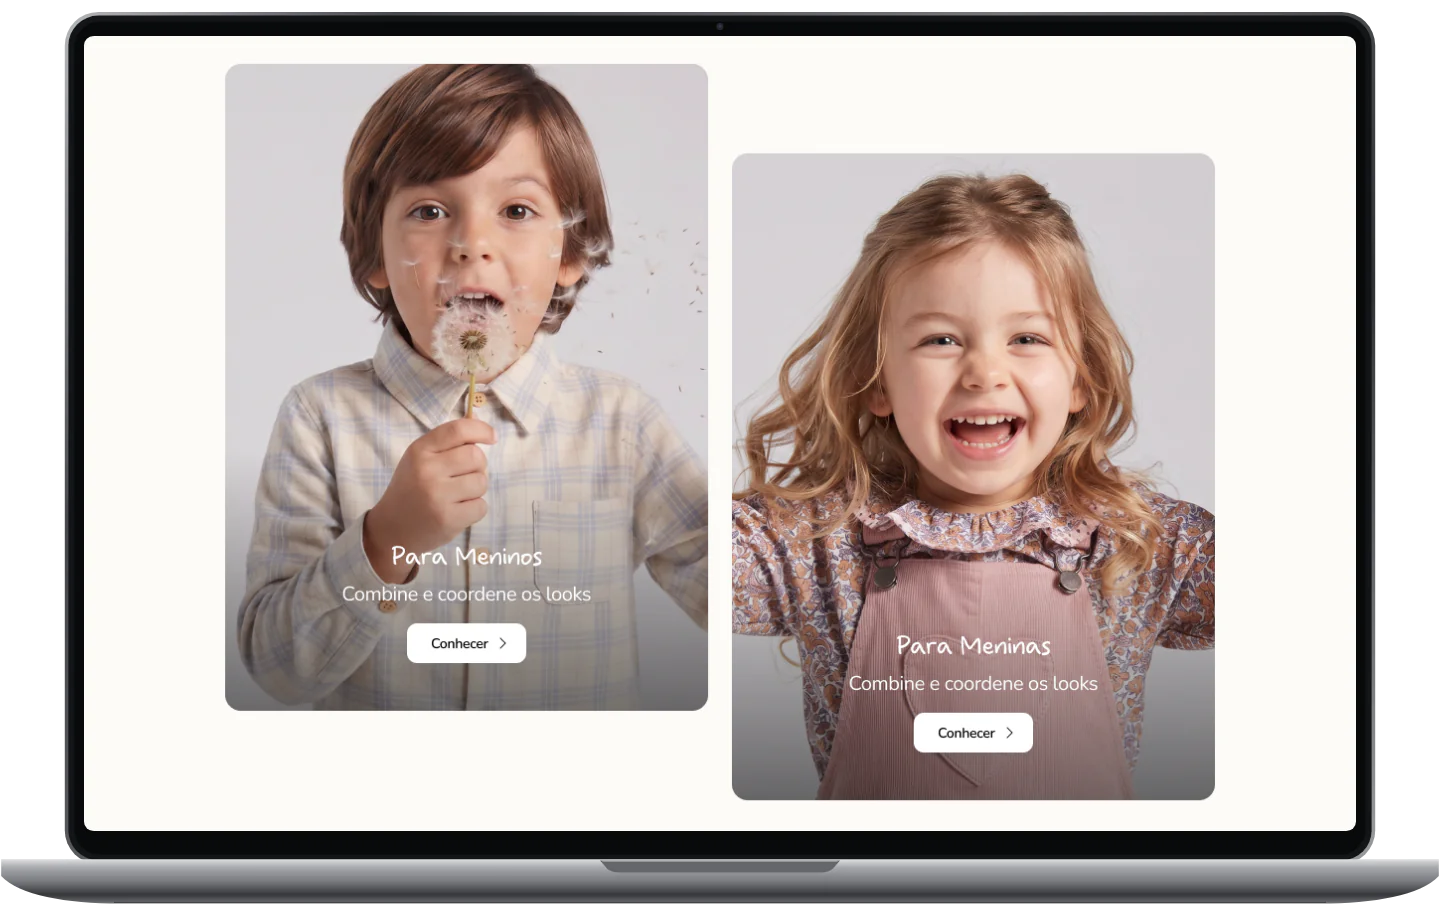 Para Meninos
Combine e coordene os looks
Conhecer
Para Meninas
Combine e coordene os looks
Conhecer